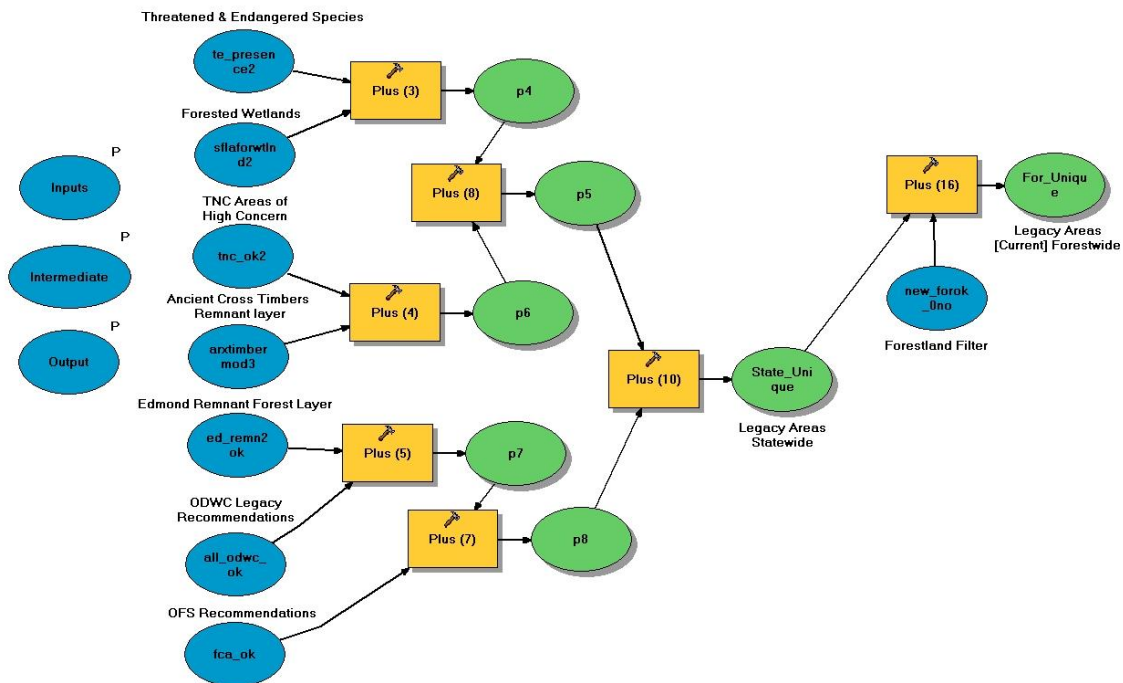 Threatened & Endangered Species
te_presen
ce2
Plus (3)
p4
Forested Wetlands
sflaforwtln
d2
P
Inputs
Plus (8)
p5
Plus (16)
For_Uniqu
e
Legacy Areas
[Current] Forestwide
TNC Areas of
High Concern
tnc_ok2
P
Intermediate
new_forok
_0no
Forestland Filter
Ancient Cross Timbers
Remnant layer
Plus (4)
p6
P
Output
arxtimber
mod3
Plus (10)
State_Un
ique
Legacy Areas
Statewide
Edmond Remnant Forest Layer
ed_remn2
ok
Plus (5)
p7
ODWC Legacy
Recommendations
Plus (7)
p8
all_odwc_
ok
OFS Recommendations
fca_ok